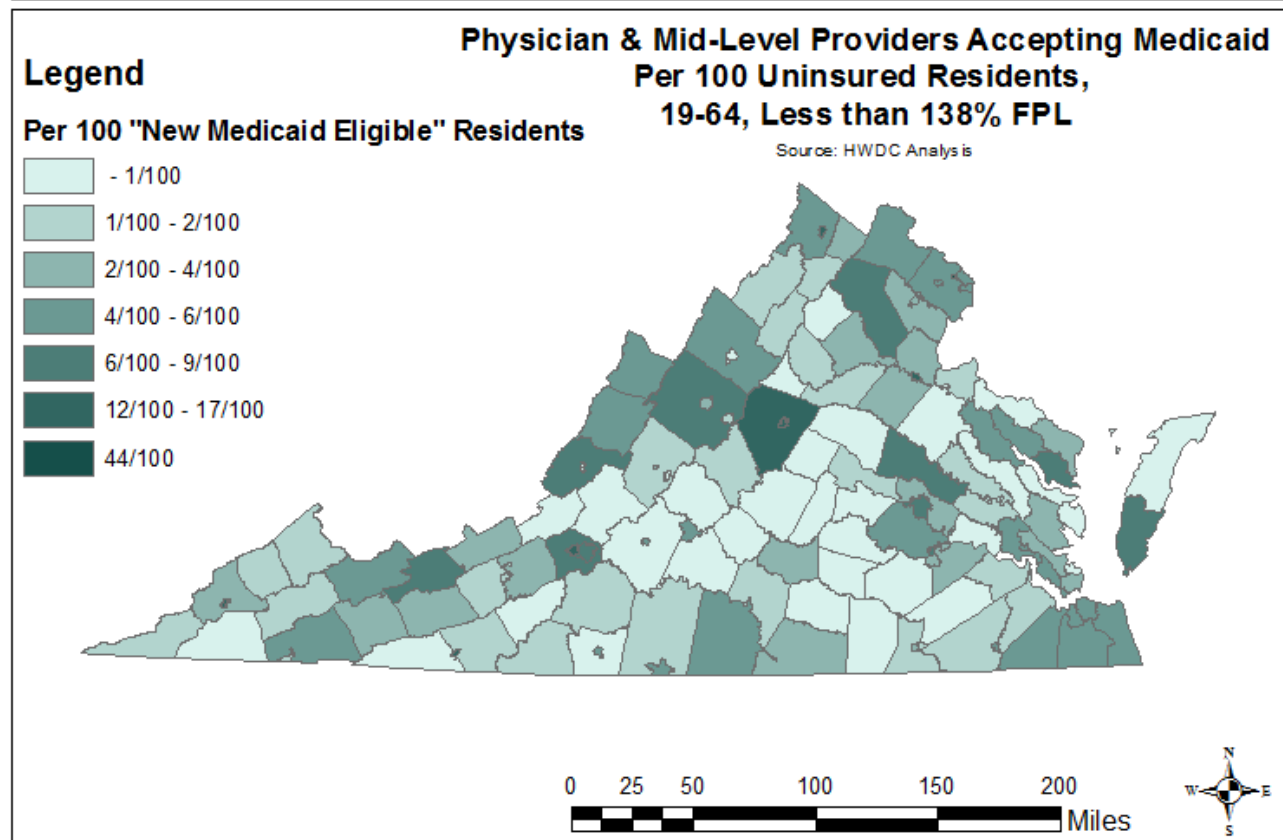 Physician & Mid-Level Providers Accepting Medicaid
Per 100 Uninsured Residents,
19-64, Less than 138% FPL
Source: HWDC Analysis
Legend
Per 100 "New Medicaid Eligible" Residents
- 1/100
1/100 - 2/100
2/100 - 4/100
4/100 - 6/100
6/100 - 9/100
12/100 - 17/100
44/100
0 25 50 100 150 200
Miles
N
W E
S